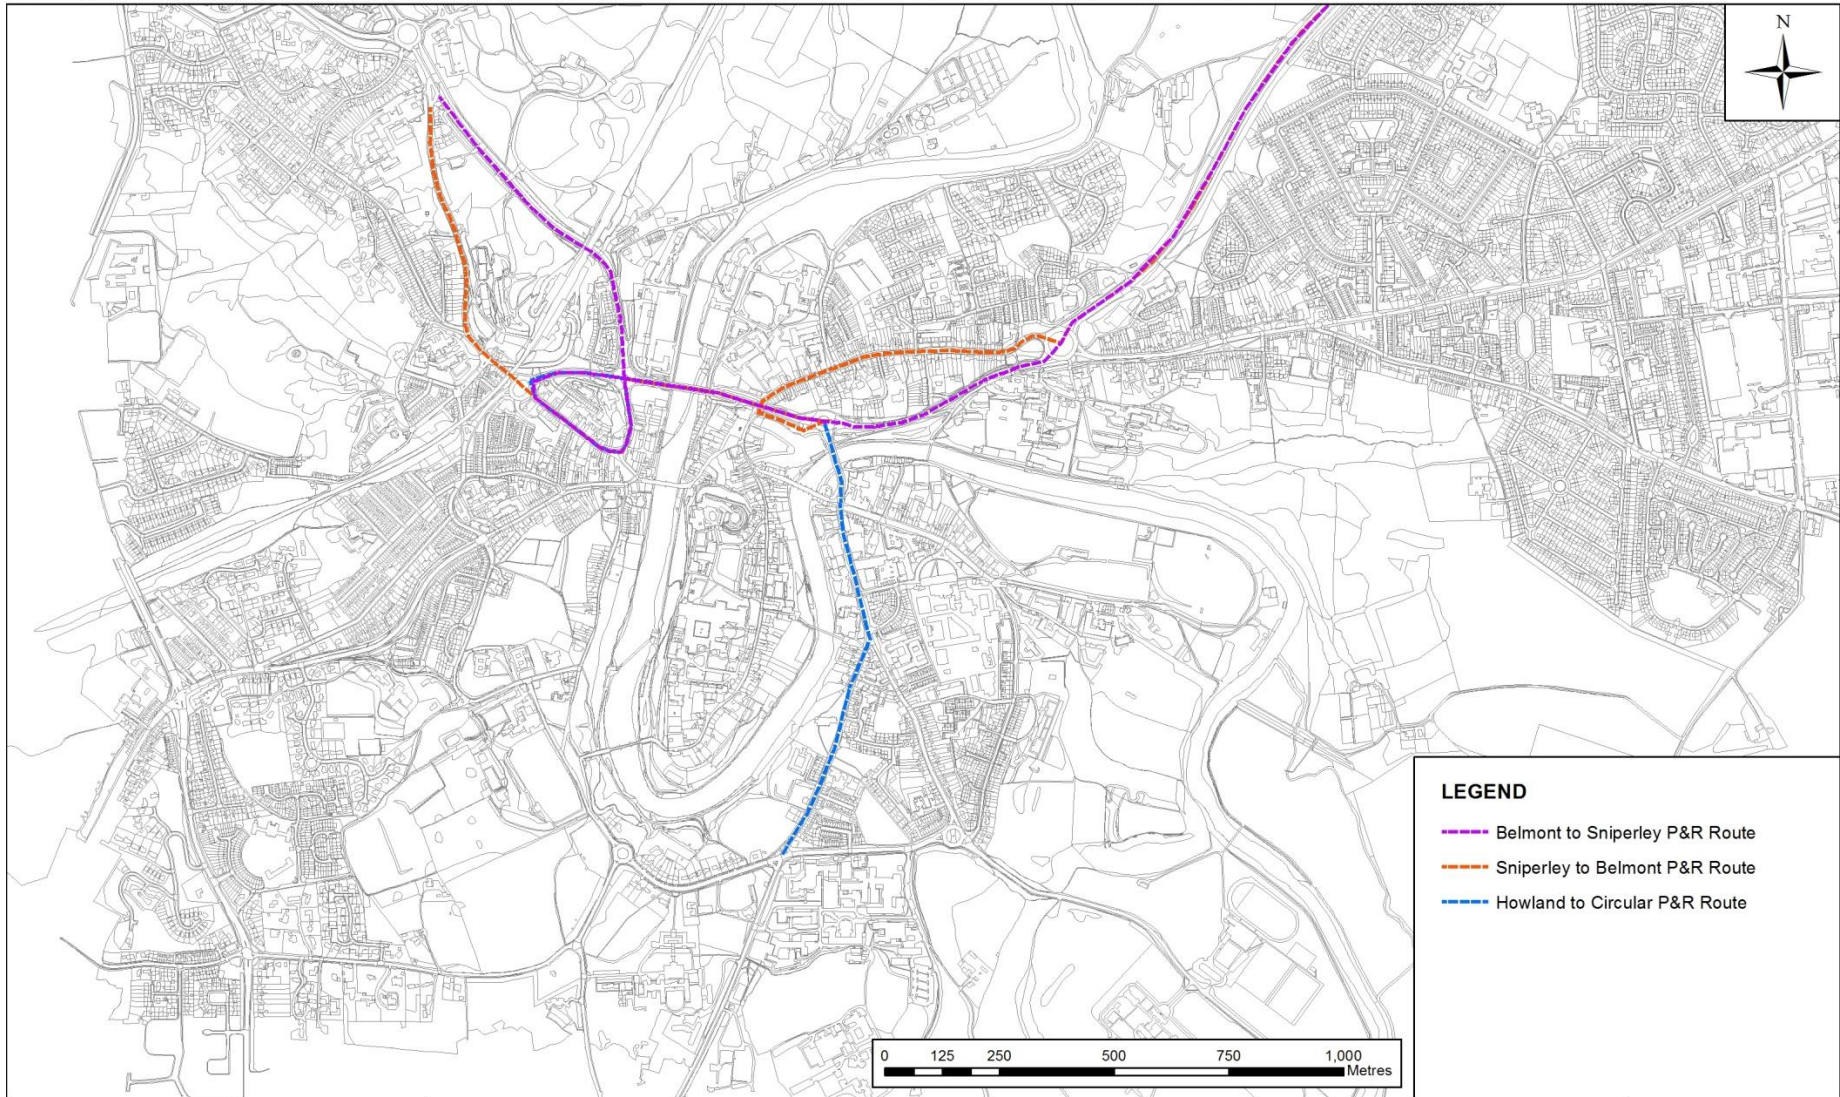 N
LEGEND
Belmont to Sniperley P&R Route
Sniperley to Belmont P&R Route
Howland to Circular P&R Route
0 125 250 500 750 1,000
Metres